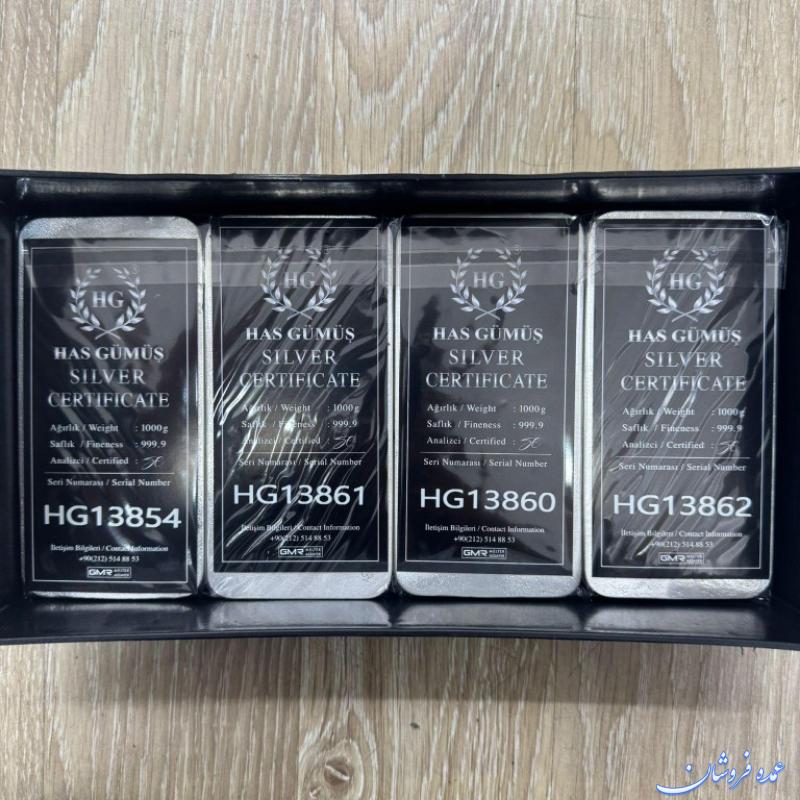 HG
HAS GÜMÜŞ
SILVER
CERTIFICATE
Ağırlık / Weight : 1000g
Saflık / Fineness : 999.9
Analizci / Certified :
Seri Numarası / Serial Number
HG13854
İletişim Bilgileri / Contact Information
+90(212) 514 88 53
GMR MELTER
HG
HAS GÜMÜŞ
SILVER
CERTIFICATE
Ağırlık / Weight : 1000g
Saflık / Fineness : 999.9
Analizci / Certified :
Seri Numarası / Serial Number
HG13861
İletişim Bilgileri / Contact Information
+90(212) 514 88 53
GMR MELTER
HG
HAS GÜMÜŞ
SILVER
CERTIFICATE
Ağırlık / Weight : 1000g
Saflık / Fineness : 999.9
Analizci / Certified :
Seri Numarası / Serial Number
HG13860
İletişim Bilgileri / Contact Information
+90(212) 514 88 53
GMR MELTER
HG
HAS GÜMÜŞ
SILVER
CERTIFICATE
Ağırlık / Weight : 1000g
Saflık / Fineness : 999.9
Analizci / Certified :
Seri Numarası / Serial Number
HG13862
İletişim Bilgileri / Contact Information
+90(212) 514 88 53
GMR MELTER
عمده فروشان